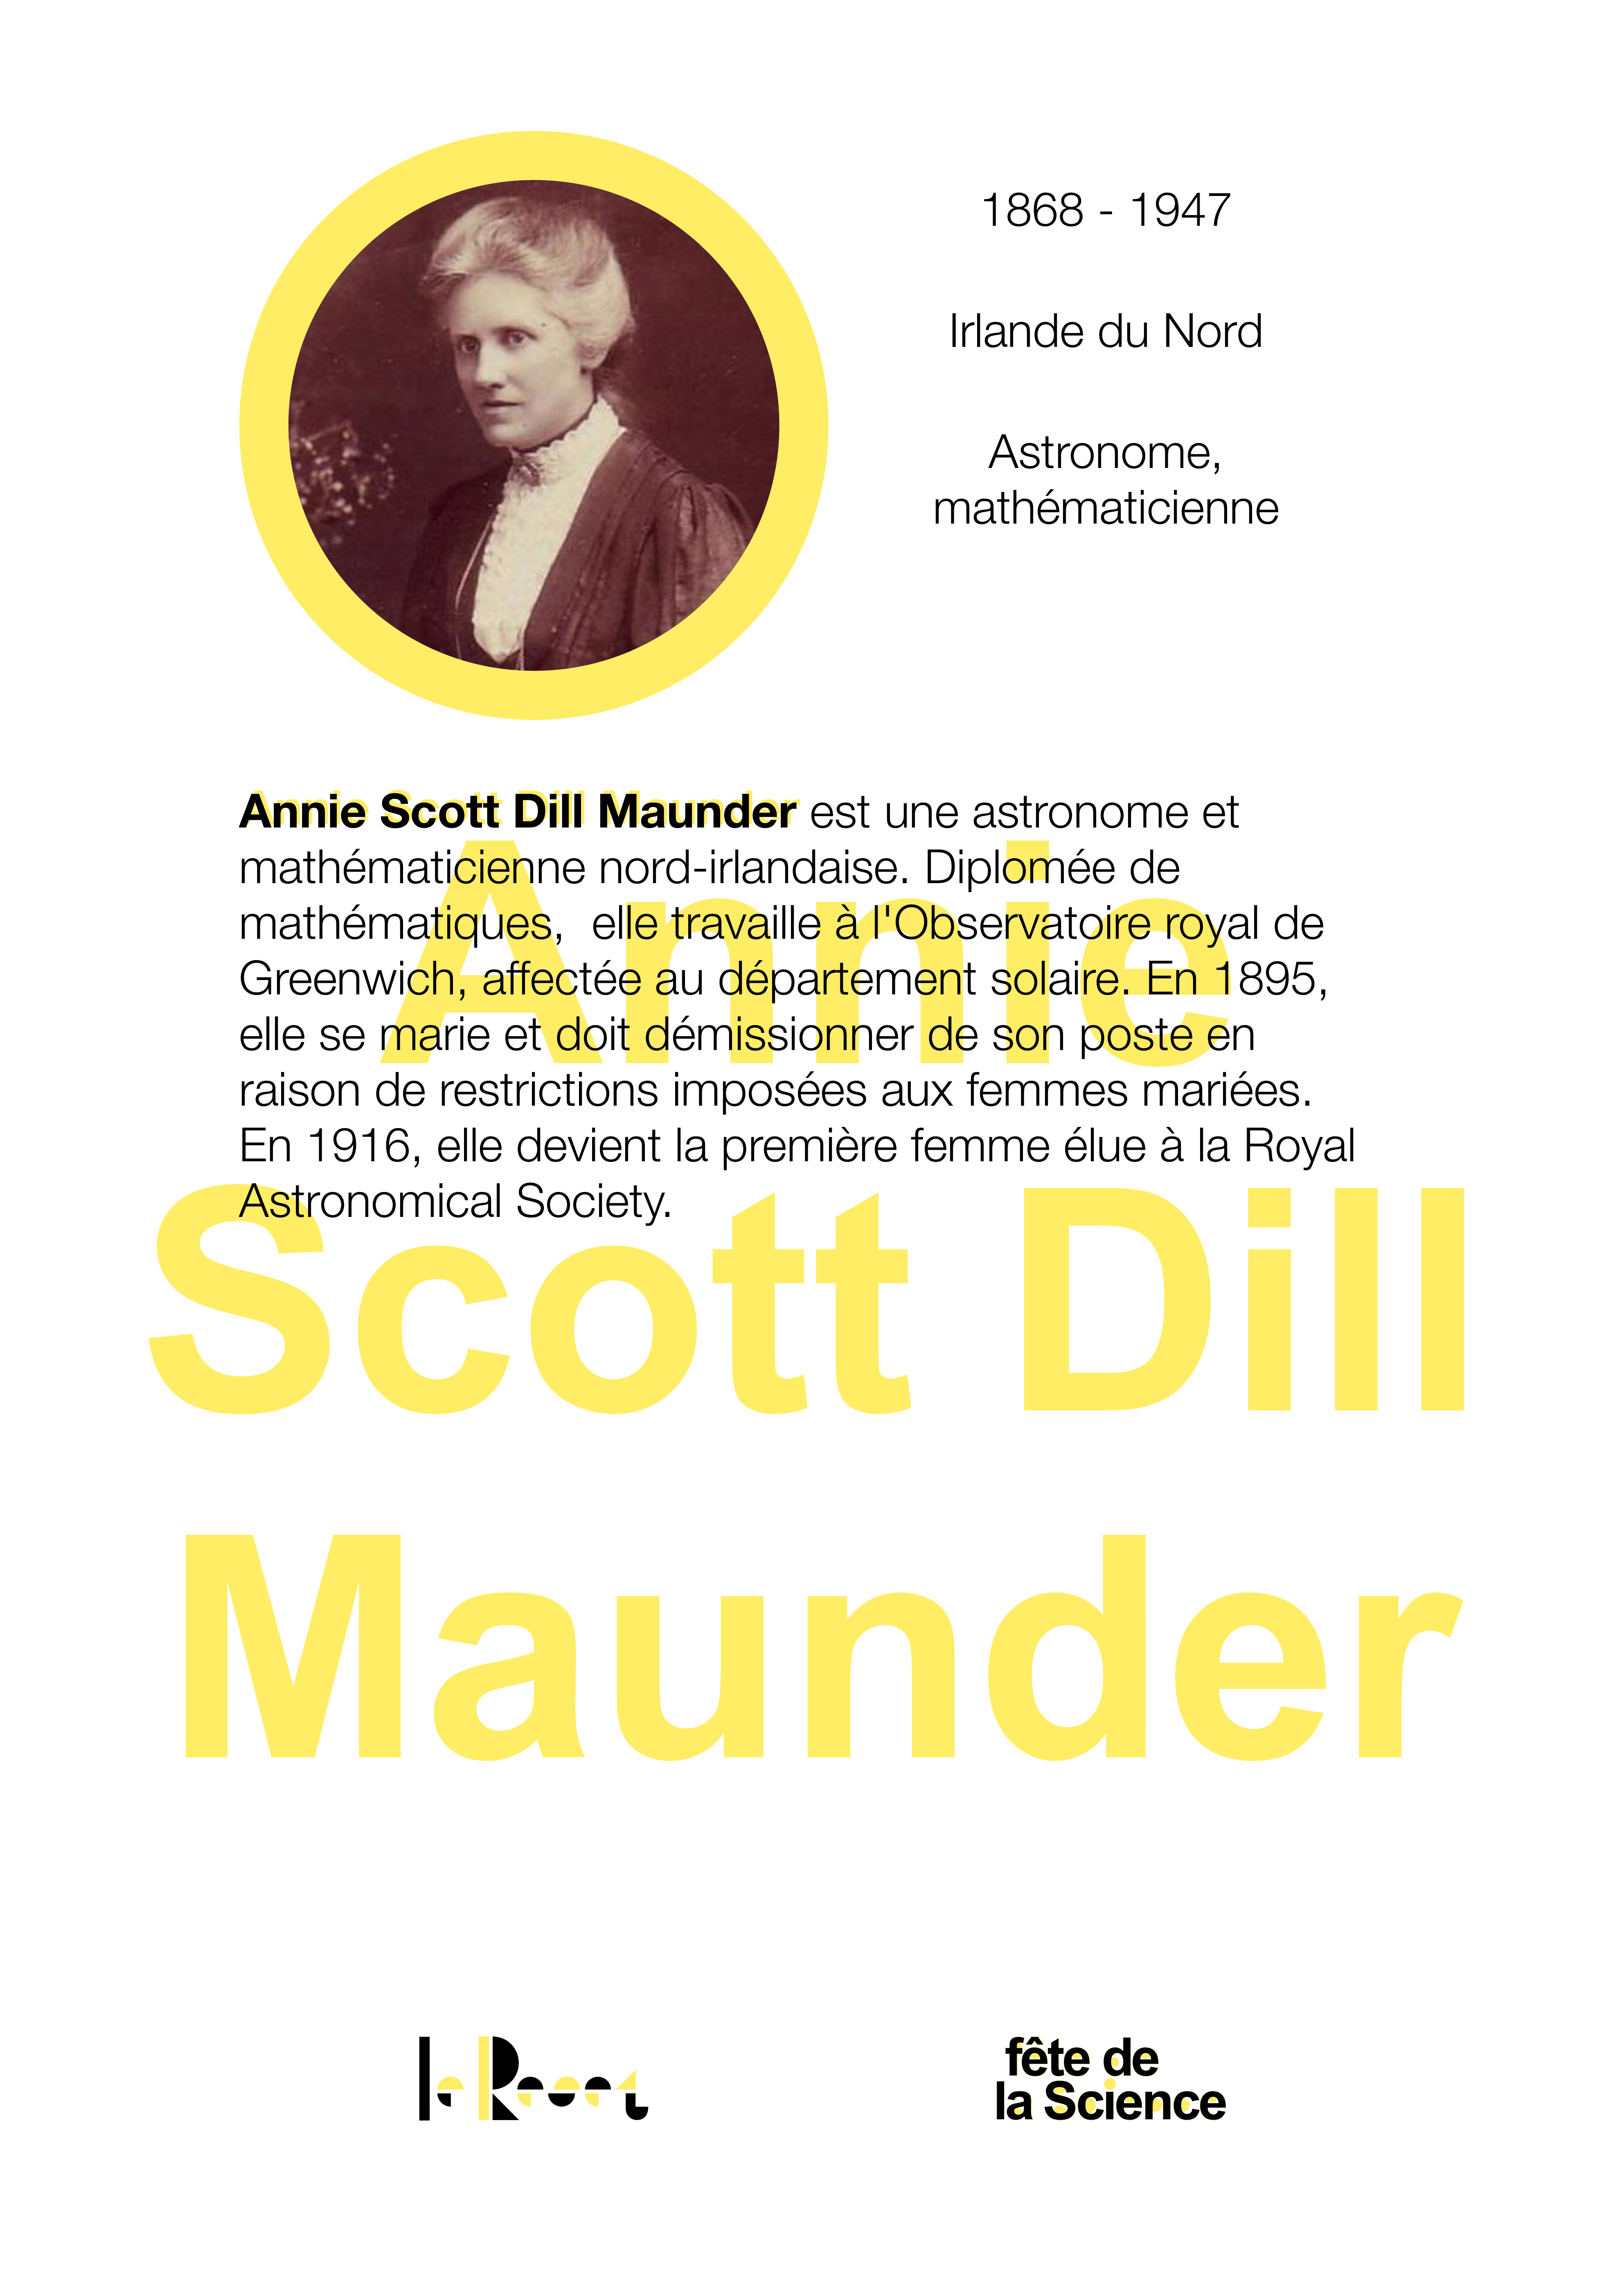 1868 - 1947
Irlande du Nord
Astronome,
mathématicienne
Annie Scott Dill Maunder est une astronome et
mathématicienne nord-irlandaise. Diplomée de
mathématiques,  elle travaille à l'Observatoire royal de
Greenwich, affectée au département solaire. En 1895,
elle se marie et doit démissionner de son poste en
raison de restrictions imposées aux femmes mariées.
En 1916, elle devient la première femme élue à la Royal
Astronomical Society.
Annie
Scott Dill
Maunder
le Reset
fête de
la Science